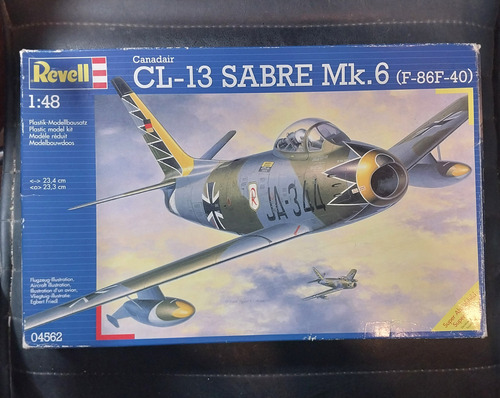 Revell
Canadair
CL-13 SABRE Mk.6 (F-86F-40)
1:48
Plastik-Modellbausatz
Plastic model kit
Modèle réduit
Modelbouwdoos
<-> 23,4 cm
<o> 23,3 cm
JA-344
R
Flugzeug-Illustration,
Aircraft illustration,
Illustration d'un avion,
Vliegtuig-illustratie
Egbert Friedl
04562